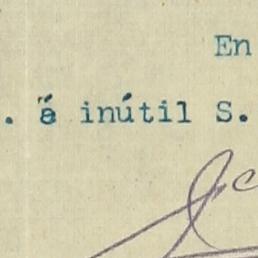 En
. á inútil S.